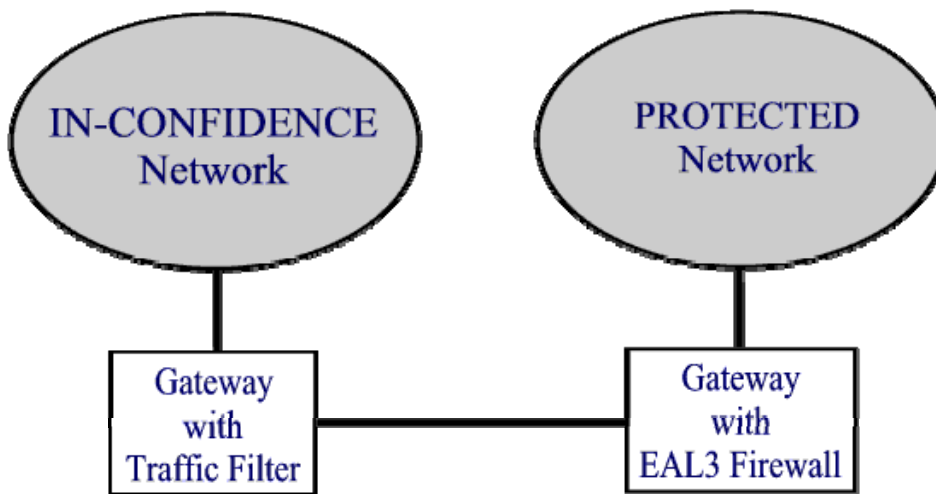 IN-CONFIDENCE
Network
PROTECTED
Network
Gateway
with
Traffic Filter
Gateway
with
EAL3 Firewall